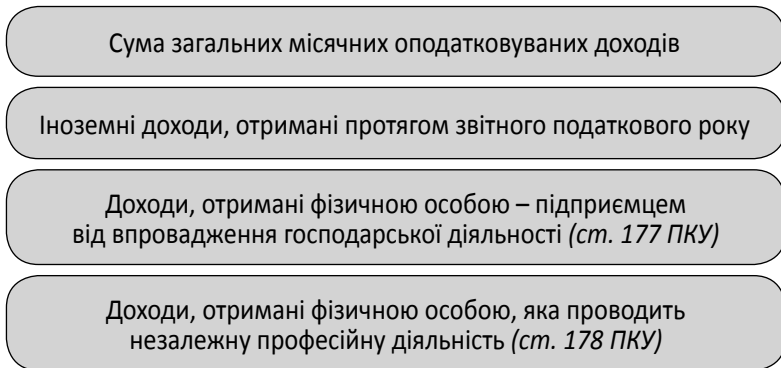 Сума загальних місячних оподатковуваних доходів
Іноземні доходи, отримані протягом звітного податкового року
Доходи, отримані фізичною особою – підприємцем
від впровадження господарської діяльності (ст. 177 ПКУ)
Доходи, отримані фізичною особою, яка проводить
незалежну професійну діяльність (ст. 178 ПКУ)